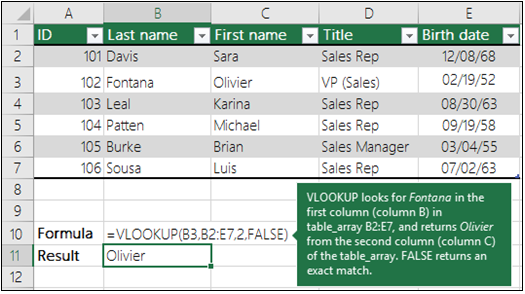 A B C D E
1 ID Last name First name Title Birth date
2 101 Davis Sara Sales Rep 12/08/68
3 102 Fontana Olivier VP (Sales) 02/19/52
4 103 Leal Karina Sales Rep 08/30/63
5 104 Patten Michael Sales Rep 09/19/58
6 105 Burke Brian Sales Manager 03/04/55
7 106 Sousa Luis Sales Rep 07/02/63
8
9
10 Formula =VLOOKUP(B3,B2:E7,2,FALSE)
11 Result Olivier
12
VLOOKUP looks for Fontana in the
first column (column B) in
table_array B2:E7, and returns Olivier
from the second column (column C)
of the table_array. FALSE returns an
exact match.